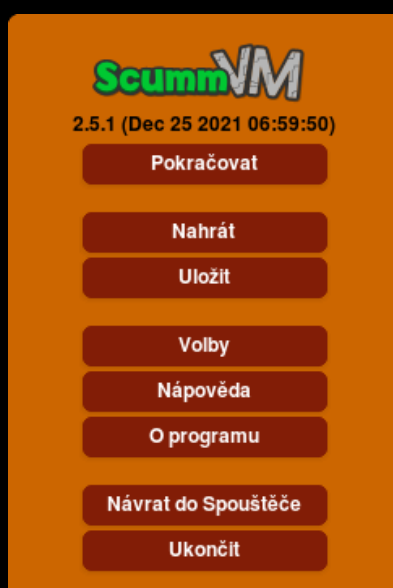 ScummVM
2.5.1 (Dec 25 2021 06:59:50)
Pokračovat
Nahrát
Uložit
Volby
Nápověda
O programu
Návrat do Spouštěče
Ukončit